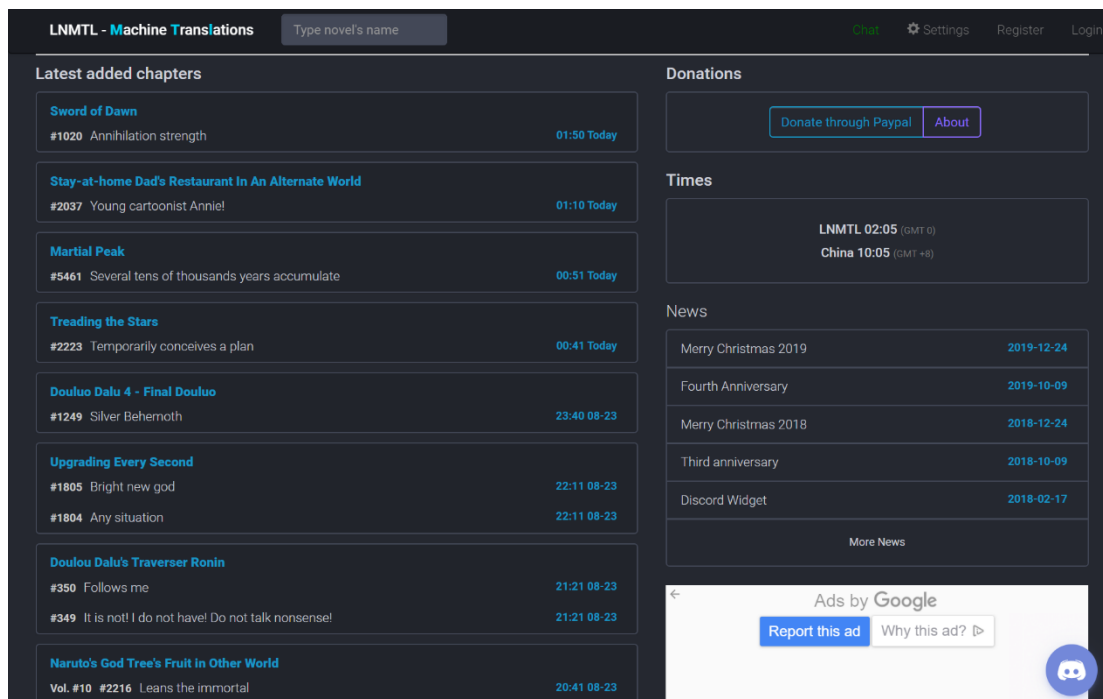 LNMTL - Machine Translations
Type novel's name
Chat
Settings
Register
Login
Latest added chapters
Sword of Dawn
#1020 Annihilation strength 01:50 Today
Stay-at-home Dad's Restaurant In An Alternate World
#2037 Young cartoonist Annie! 01:10 Today
Martial Peak
#5461 Several tens of thousands years accumulate 00:51 Today
Treading the Stars
#2223 Temporarily conceives a plan 00:41 Today
Douluo Dalu 4 - Final Douluo
#1249 Silver Behemoth 23:40 08-23
Upgrading Every Second
#1805 Bright new god 22:11 08-23
#1804 Any situation 22:11 08-23
Doulou Dalu's Traverser Ronin
#350 Follows me 21:21 08-23
#349 It is not! I do not have! Do not talk nonsense! 21:21 08-23
Naruto's God Tree's Fruit in Other World
Vol. #10 #2216 Leans the immortal 20:41 08-23
Donations
Donate through Paypal
About
Times
LNMTL 02:05 (GMT 0)
China 10:05 (GMT +8)
News
Merry Christmas 2019 2019-12-24
Fourth Anniversary 2019-10-09
Merry Christmas 2018 2018-12-24
Third anniversary 2018-10-09
Discord Widget 2018-02-17
More News
Ads by Google
Report this ad
Why this ad?